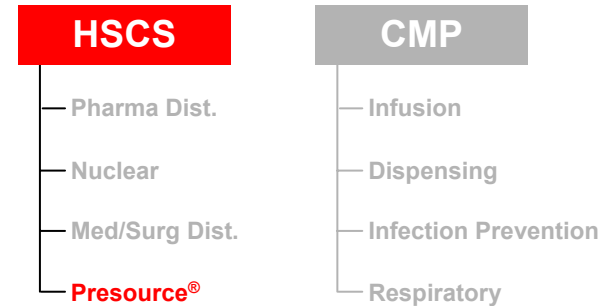 HSCS
Pharma Dist.
Nuclear
Med/Surg Dist.
Presource®
CMP
Infusion
Dispensing
Infection Prevention
Respiratory